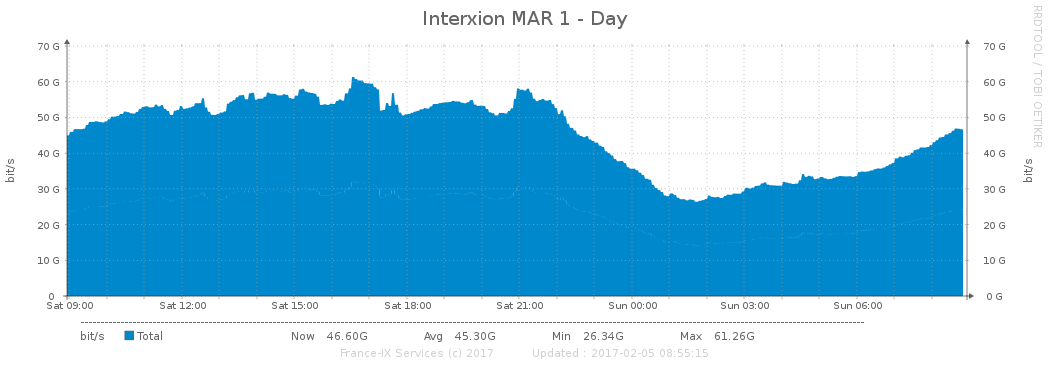 Interxion MAR 1 - Day
RRDTOOL / TOBI OETIKER
70 G 70 G
60 G 60 G
50 G 50 G
40 G 40 G
30 G 30 G
20 G 20 G
10 G 10 G
0 0 G
bit/s bit/s
Sat 09:00 Sat 12:00 Sat 15:00 Sat 18:00 Sat 21:00 Sun 00:00 Sun 03:00 Sun 06:00
bit/s Total Now 46.60G Avg 45.30G Min 26.34G Max 61.26G
France-IX Services (c) 2017 Updated : 2017-02-05 08:55:15